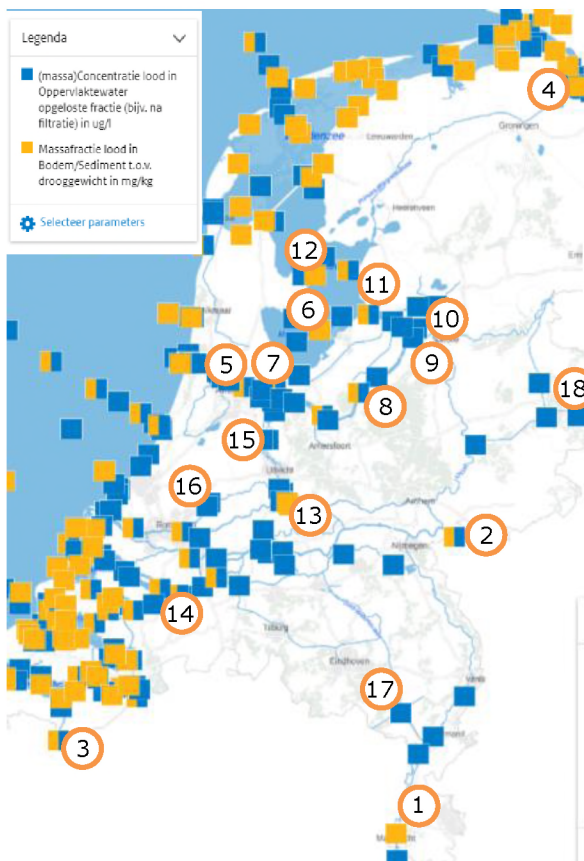 Legenda
(massa)Concentratie lood in
Oppervlaktewater
opgeloste fractie (bijv. na
filtratie) in ug/l
Massafractie lood in
Bodem/Sediment t.o.v.
drooggewicht in mg/kg
Selecteer parameters
4
Groningen
Leeuwarden
Heerenveen
12
11
6
10
5
7
9
8
18
15
Amersfoort
Utrecht
16
Arnhem
13
2
Nijmegen
14
Tilburg
Eindhoven
17
3
1